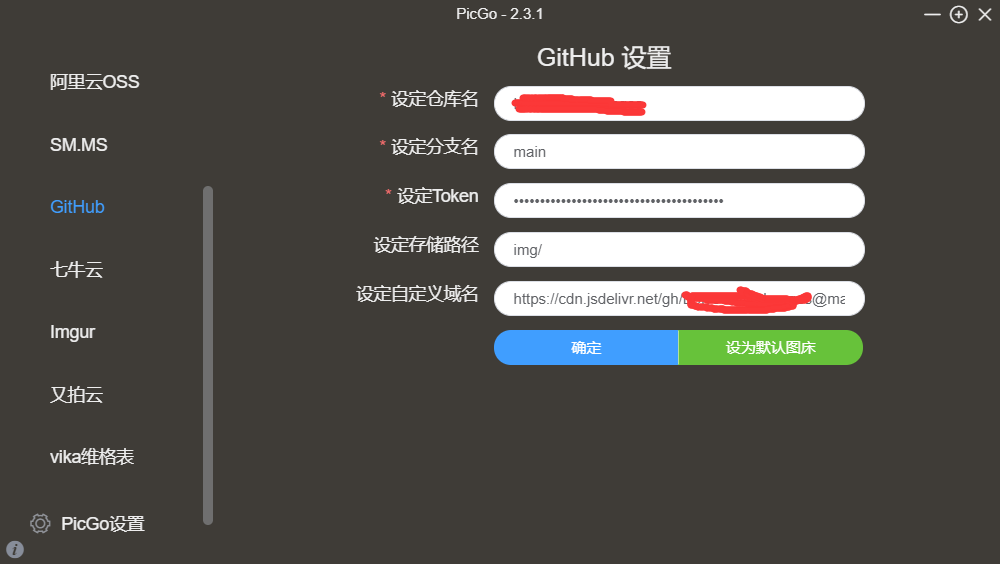 PicGo - 2.3.1
阿里云OSS
SM.MS
GitHub
七牛云
Imgur
又拍云
vika维格表
PicGo设置
GitHub 设置
* 设定仓库名
* 设定分支名
main
* 设定Token
••••••••••••••••••••••••••••••••••••••••
设定存储路径
img/
设定自定义域名
https://cdn.jsdelivr.net/gh/ @ma
确定
设为默认图床